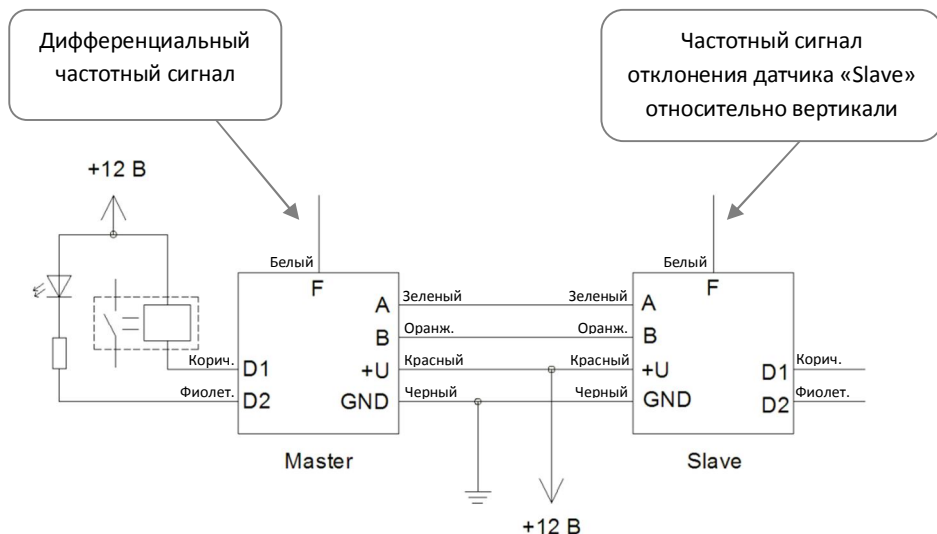 Дифференциальный
частотный сигнал
Частотный сигнал
отклонения датчика «Slave»
относительно вертикали
+12 В
Белый
Белый
F
F
A
Зеленый
Зеленый
A
B
Оранж.
Оранж.
B
Корич.
D1
+U
Красный
Красный
+U
D1
Корич.
Фиолет.
D2
GND
Черный
Черный
GND
D2
Фиолет.
Master
Slave
+12 В